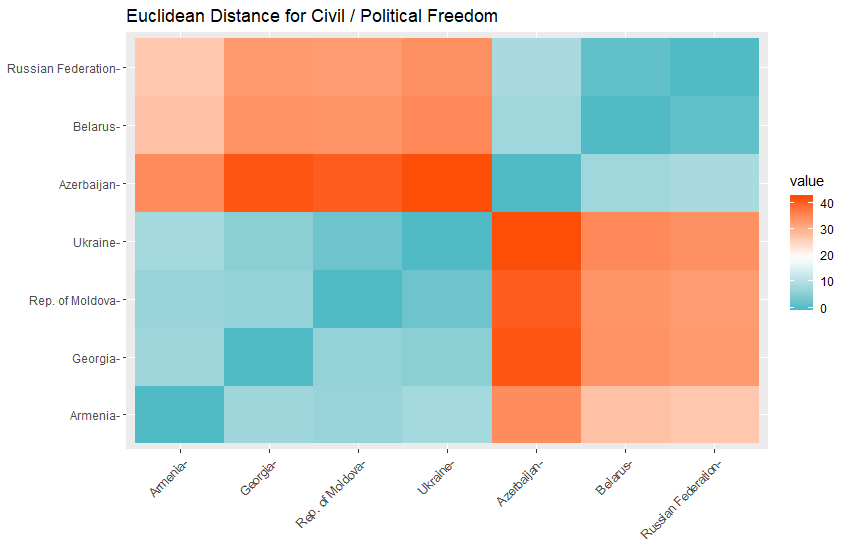 Euclidean Distance for Civil / Political Freedom
Russian Federation-
Belarus-
Azerbaijan-
Ukraine-
Rep. of Moldova-
Georgia-
Armenia-
Armenia-
Georgia-
Rep. of Moldova-
Ukraine-
Azerbaijan-
Belarus-
Russian Federation-
value
40
30
20
10
0